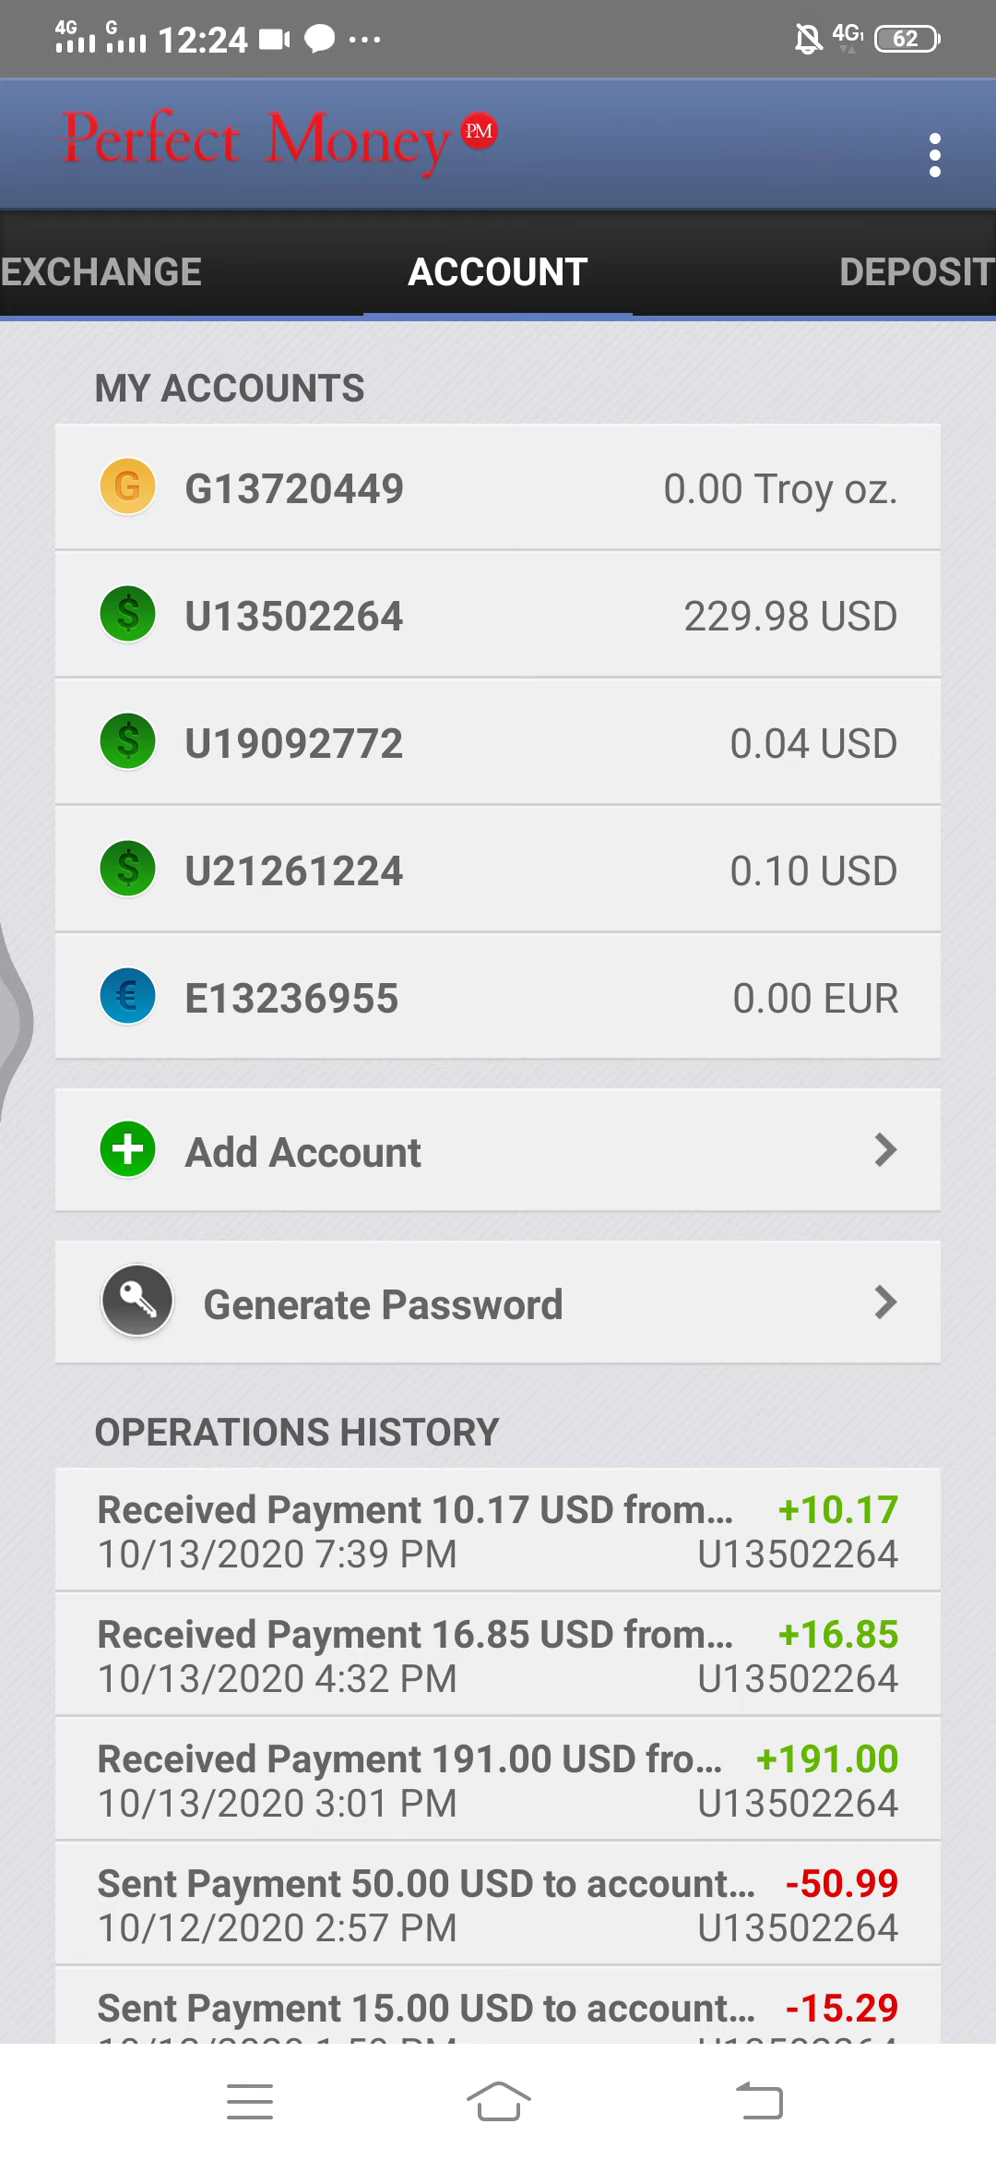 4G G 12:24 ... 4G1 62
Perfect Money PM
EXCHANGE ACCOUNT DEPOSIT
MY ACCOUNTS
G G13720449 0.00 Troy oz.
$ U13502264 229.98 USD
$ U19092772 0.04 USD
$ U21261224 0.10 USD
€ E13236955 0.00 EUR
Add Account
Generate Password
OPERATIONS HISTORY
Received Payment 10.17 USD from... +10.17
10/13/2020 7:39 PM U13502264
Received Payment 16.85 USD from... +16.85
10/13/2020 4:32 PM U13502264
Received Payment 191.00 USD fro... +191.00
10/13/2020 3:01 PM U13502264
Sent Payment 50.00 USD to account... -50.99
10/12/2020 2:57 PM U13502264
Sent Payment 15.00 USD to account... -15.29